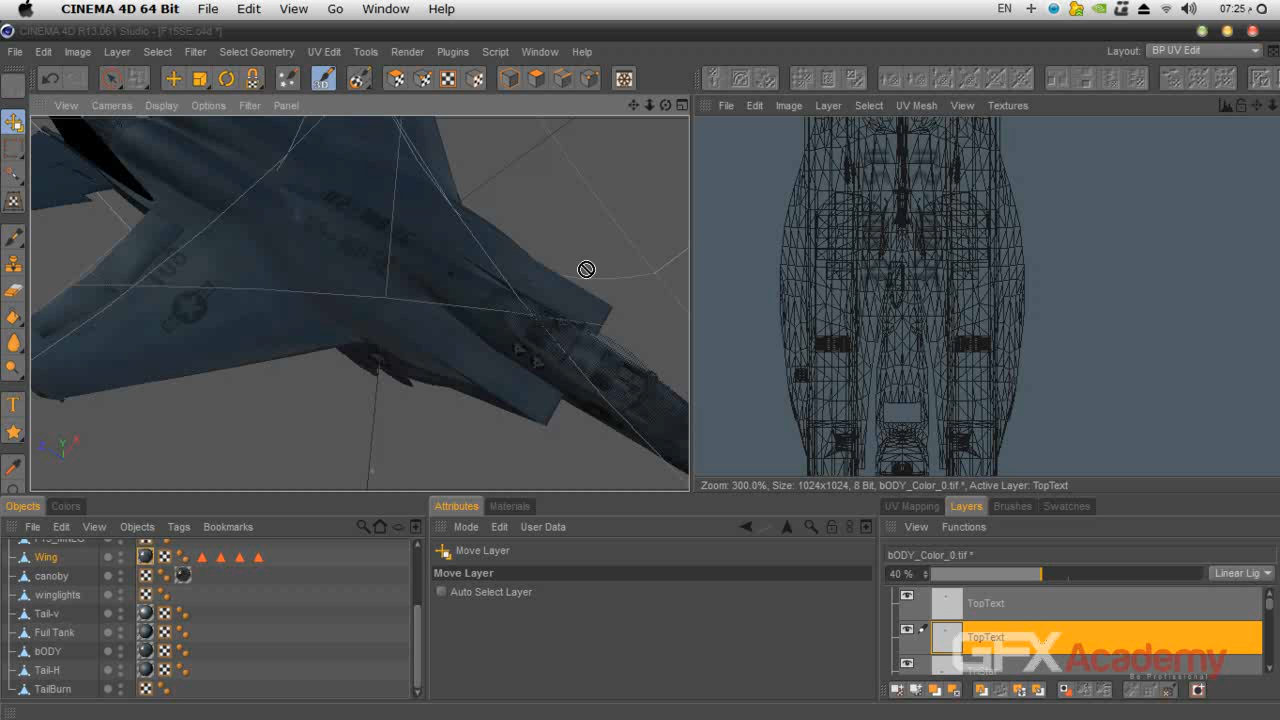 CINEMA 4D 64 Bit File Edit View Go Window Help EN 07:25 م
CINEMA 4D R13.061 Studio - [F15SE.c4d *]
File Edit Image Layer Select Filter Select Geometry UV Edit Tools Render Plugins Script Window Help Layout: BP UV Edit
3D
View Cameras Display Options Filter Panel
File Edit Image Layer Select UV Mesh View Textures
T
Y
Zoom: 300.0%, Size: 1024x1024, 8 Bit, bODY_Color_0.tif *, Active Layer: TopText
Objects Colors
Attributes Materials
UV Mapping Layers Brushes Swatches
File Edit View Objects Tags Bookmarks
Mode Edit User Data
View Functions
Wing
canoby
winglights
Tail-v
Full Tank
bODY
Tail-H
TailBurn
Move Layer
Move Layer
Auto Select Layer
bODY_Color_0.tif *
40 % Linear Lig
TopText
TopText
GFXAcademy
Be Professional